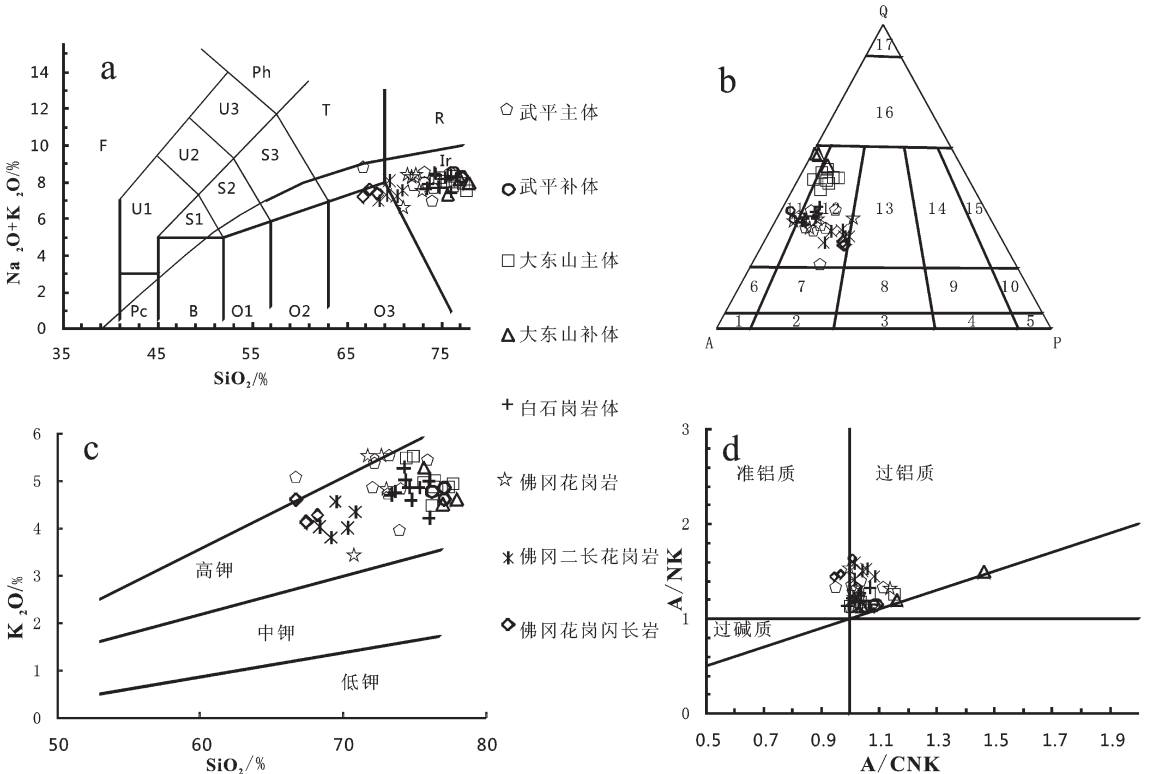 a
Na₂O+K₂O/%
14
12
10
8
6
4
2
0
F
Ph
U3
T
R
U2
S3
Ir
S2
U1
S1
Pc
B
O1
O2
O3
35
45
55
65
75
SiO₂/%
武平主体
武平补体
大东山主体
大东山补体
白石岗岩体
佛冈花岗岩
佛冈二长花岗岩
佛冈花岗闪长岩
b
Q
17
16
11
12
13
14
15
6
7
8
9
10
1
2
3
4
5
A
P
c
K₂O/%
6
5
4
3
2
1
0
高钾
中钾
低钾
50
60
70
80
SiO₂/%
d
A/NK
3
2
1
0
准铝质
过铝质
过碱质
0.5
0.7
0.9
1.1
1.3
1.5
1.7
1.9
A/CNK